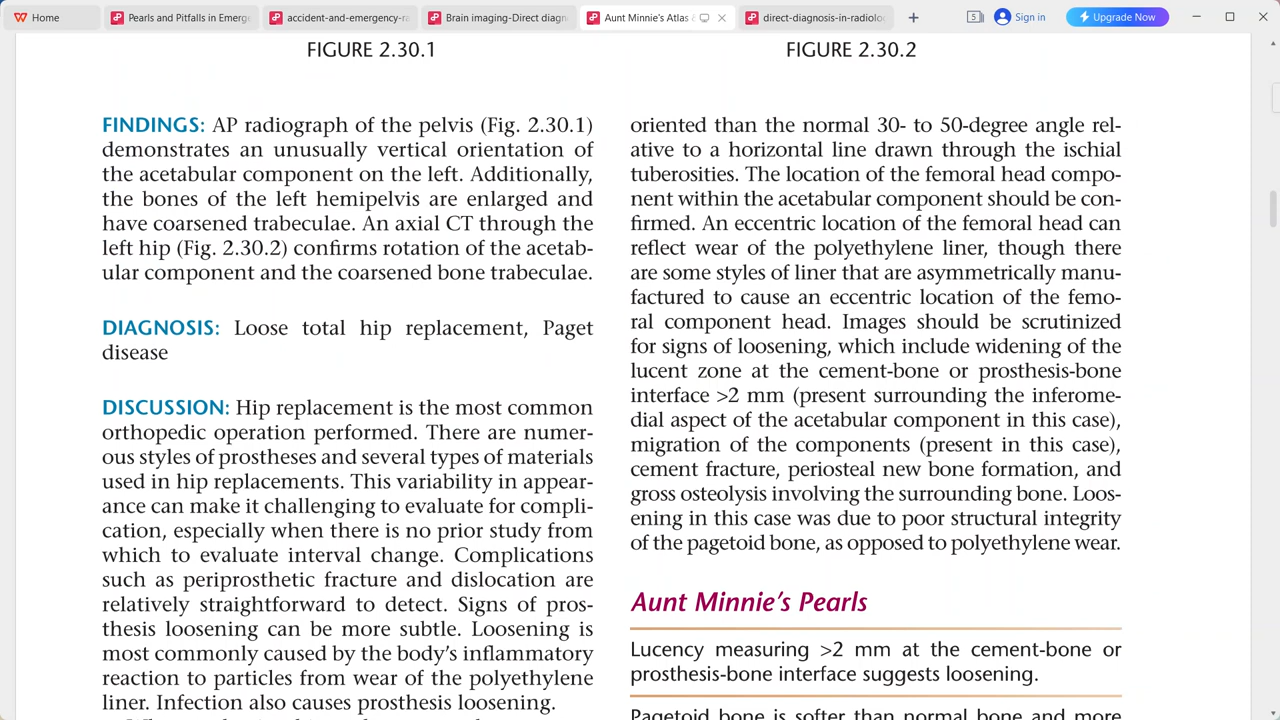 Home
Pearls and Pitfalls in Emerg
accident-and-emergency-ra
Brain imaging-Direct diagn
Aunt Minnie's Atlas &
direct-diagnosis-in-radiolo
Sign in
Upgrade Now
FIGURE 2.30.1
FIGURE 2.30.2
FINDINGS: AP radiograph of the pelvis (Fig. 2.30.1)
demonstrates an unusually vertical orientation of
the acetabular component on the left. Additionally,
the bones of the left hemipelvis are enlarged and
have coarsened trabeculae. An axial CT through the
left hip (Fig. 2.30.2) confirms rotation of the acetab-
ular component and the coarsened bone trabeculae.
DIAGNOSIS: Loose total hip replacement, Paget
disease
DISCUSSION: Hip replacement is the most common
orthopedic operation performed. There are numer-
ous styles of prostheses and several types of materials
used in hip replacements. This variability in appear-
ance can make it challenging to evaluate for compli-
cation, especially when there is no prior study from
which to evaluate interval change. Complications
such as periprosthetic fracture and dislocation are
relatively straightforward to detect. Signs of pros-
thesis loosening can be more subtle. Loosening is
most commonly caused by the body's inflammatory
reaction to particles from wear of the polyethylene
liner. Infection also causes prosthesis loosening.
oriented than the normal 30- to 50-degree angle rel-
ative to a horizontal line drawn through the ischial
tuberosities. The location of the femoral head compo-
nent within the acetabular component should be con-
firmed. An eccentric location of the femoral head can
reflect wear of the polyethylene liner, though there
are some styles of liner that are asymmetrically manu-
factured to cause an eccentric location of the femo-
ral component head. Images should be scrutinized
for signs of loosening, which include widening of the
lucent zone at the cement-bone or prosthesis-bone
interface >2 mm (present surrounding the inferome-
dial aspect of the acetabular component in this case),
migration of the components (present in this case),
cement fracture, periosteal new bone formation, and
gross osteolysis involving the surrounding bone. Loos-
ening in this case was due to poor structural integrity
of the pagetoid bone, as opposed to polyethylene wear.
Aunt Minnie's Pearls
Lucency measuring >2 mm at the cement-bone or
prosthesis-bone interface suggests loosening.
Pagetoid bone is softer than normal bone and more